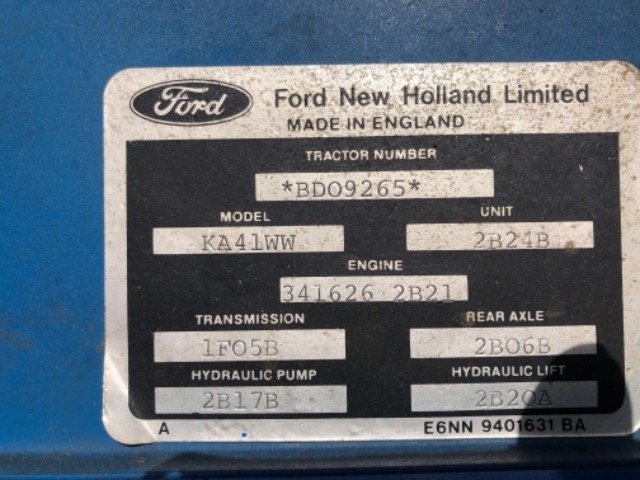 Ford Ford New Holland Limited
MADE IN ENGLAND
TRACTOR NUMBER
*BD09265*
MODEL UNIT
KA41WW 2B24B
ENGINE
341626 2B21
TRANSMISSION REAR AXLE
1F05B 2B06B
HYDRAULIC PUMP HYDRAULIC LIFT
2B17B 2B20A
A E6NN 9401631 BA